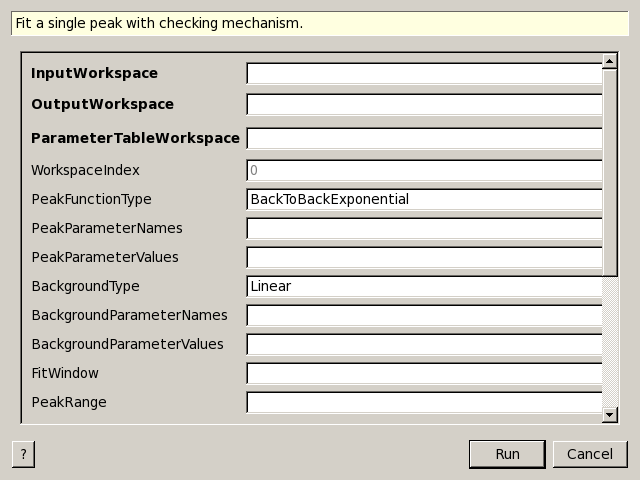 Fit a single peak with checking mechanism.
InputWorkspace
OutputWorkspace
ParameterTableWorkspace
WorkspaceIndex 0
PeakFunctionType BackToBackExponential
PeakParameterNames
PeakParameterValues
BackgroundType Linear
BackgroundParameterNames
BackgroundParameterValues
FitWindow
PeakRange
? Run Cancel